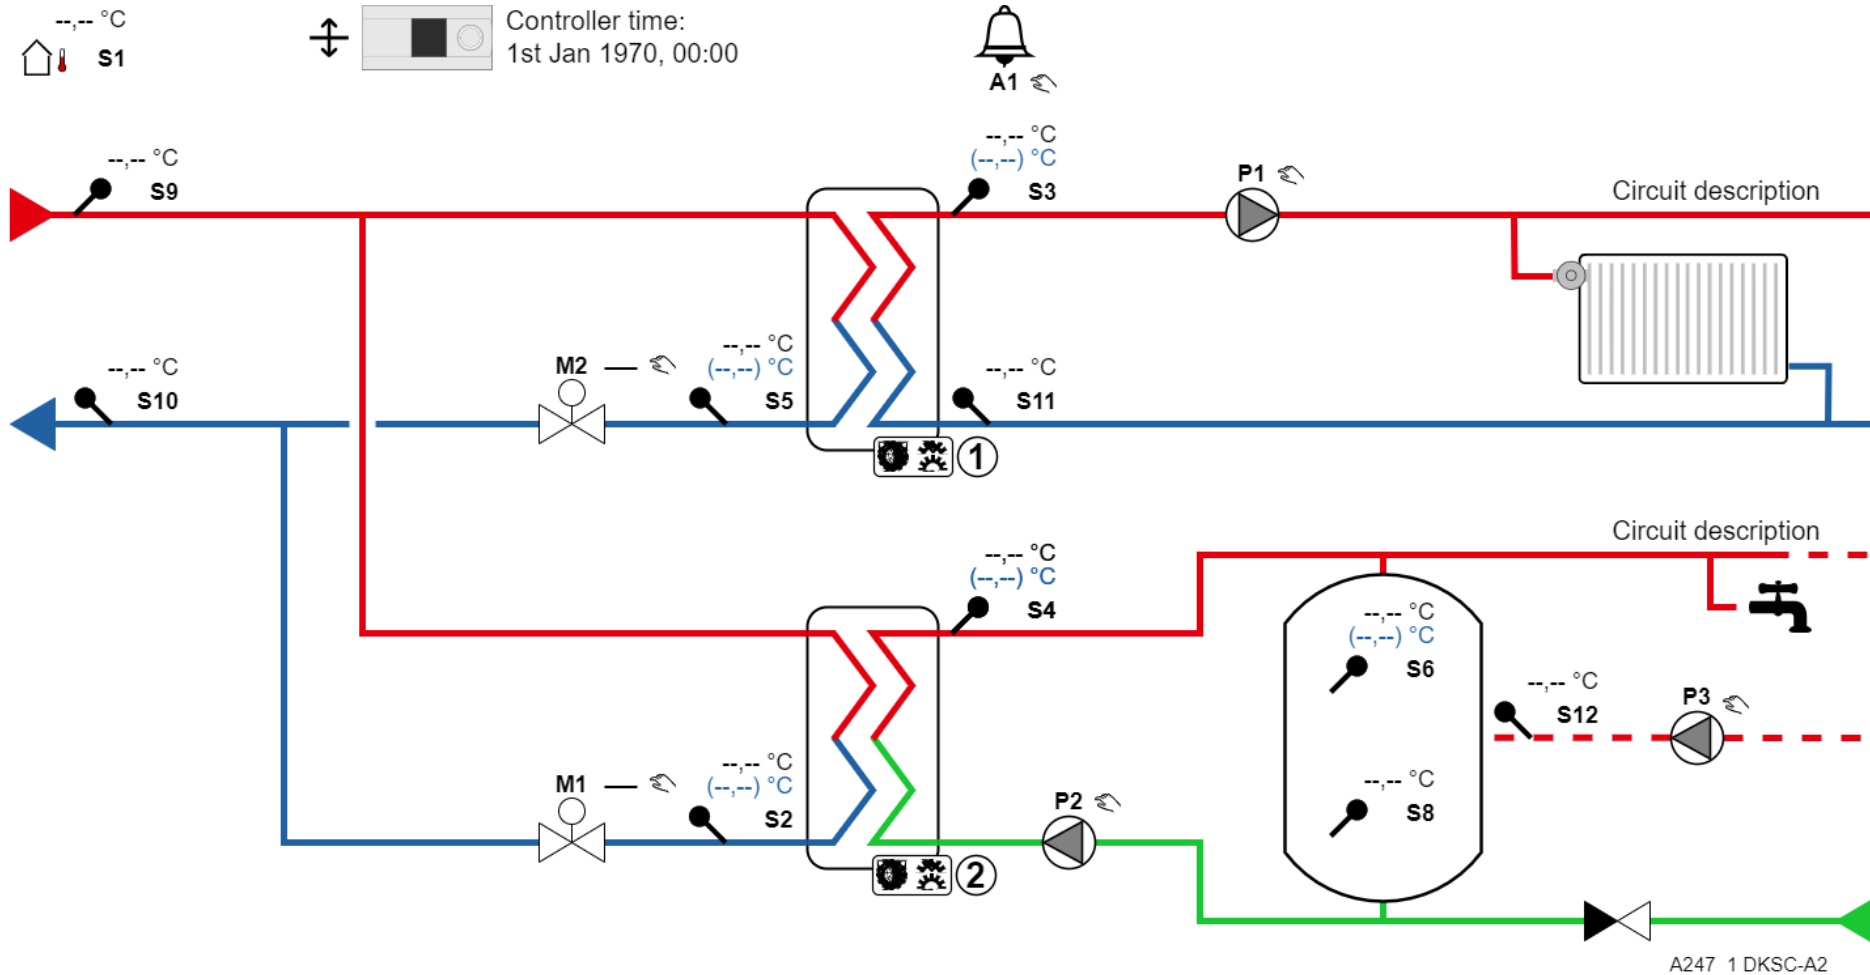 --,-- °C
S1
Controller time:
1st Jan 1970, 00:00
A1
--,-- °C
S9
--,-- °C
(--,--) °C
S3
P1
Circuit description
--,-- °C
S10
M2
--,-- °C
(--,--) °C
S5
--,-- °C
S11
1
Circuit description
--,-- °C
(--,--) °C
S4
--,-- °C
(--,--) °C
S6
--,-- °C
S12
P3
M1
--,-- °C
(--,--) °C
S2
P2
--,-- °C
S8
2
A247_1 DKSC-A2